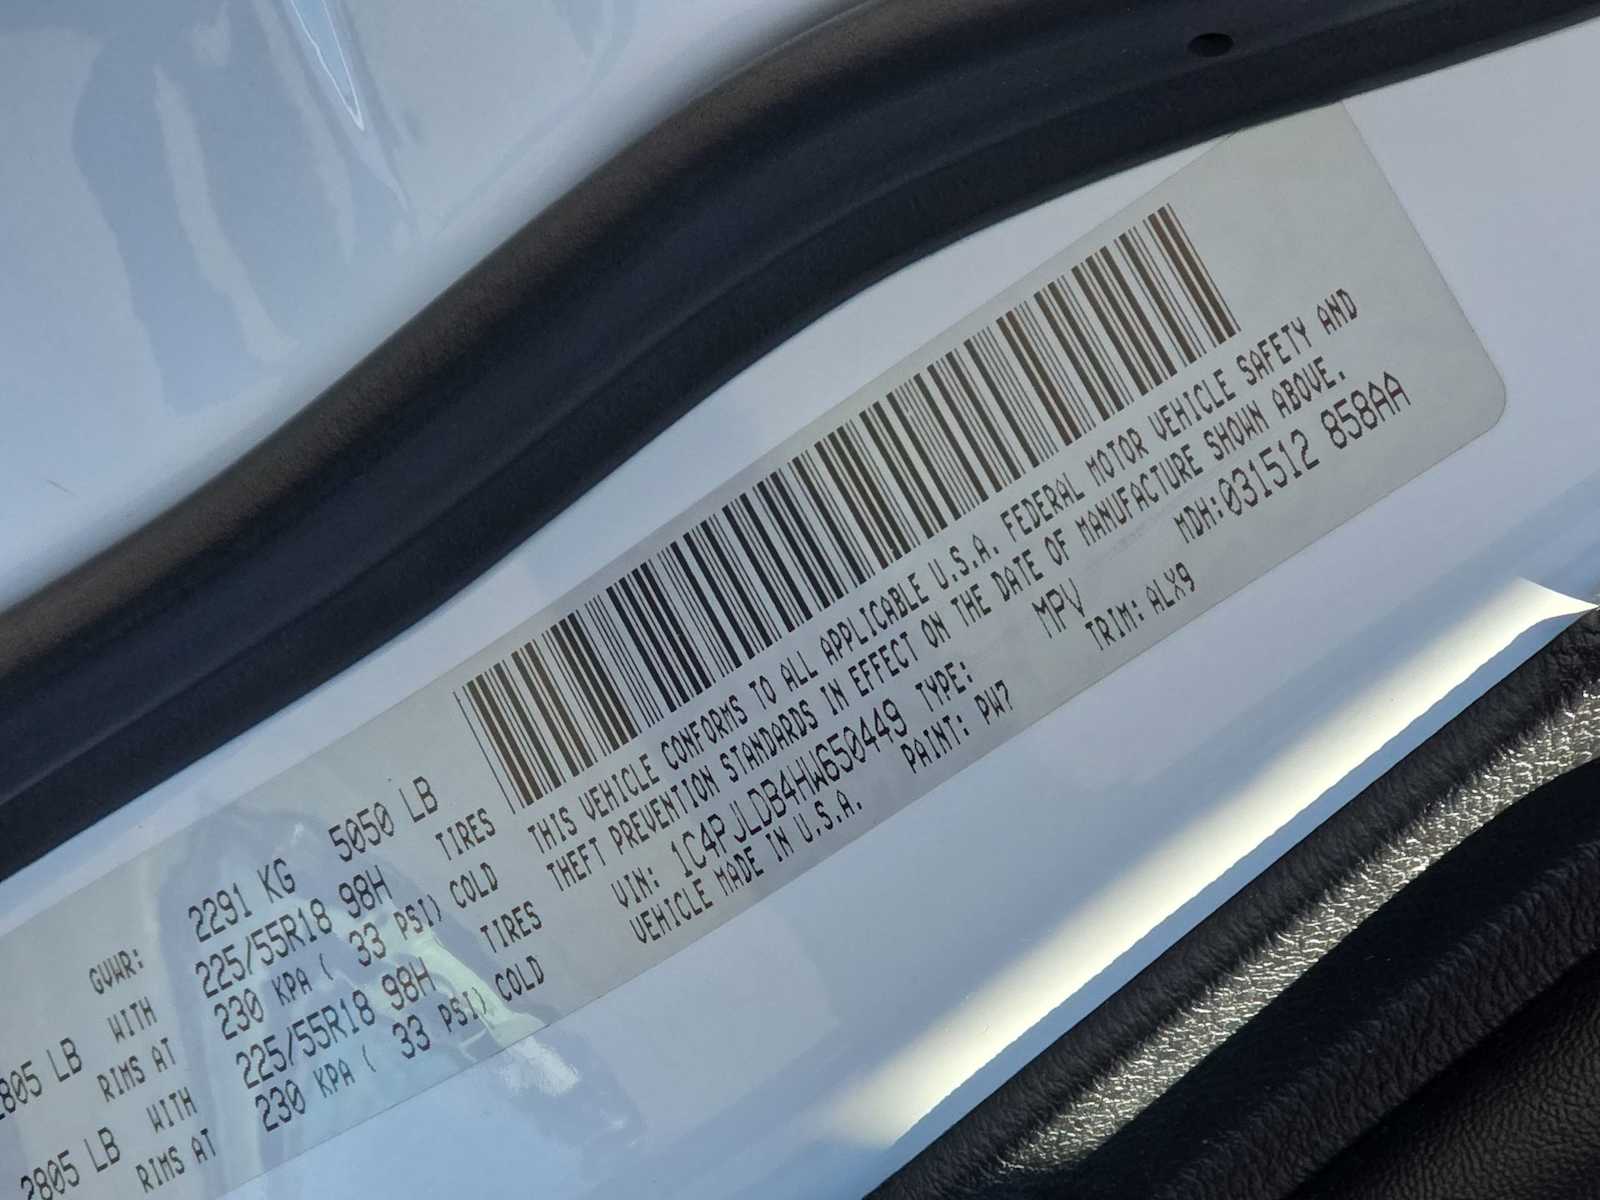 GVWR: 2291 KG 5050 LB
2805 LB WITH 225/55R18 98H TIRES
RIMS AT 230 KPA ( 33 PSI) COLD
2805 LB WITH 225/55R18 98H TIRES
RIMS AT 230 KPA ( 33 PSI) COLD
THIS VEHICLE CONFORMS TO ALL APPLICABLE U.S.A. FEDERAL MOTOR VEHICLE SAFETY AND
THEFT PREVENTION STANDARDS IN EFFECT ON THE DATE OF MANUFACTURE SHOWN ABOVE.
VIN: 1C4PJLDB4HW650449 TYPE: MPV MDH:031512 858AA
VEHICLE MADE IN U.S.A. PAINT: PW7 TRIM: ALX9